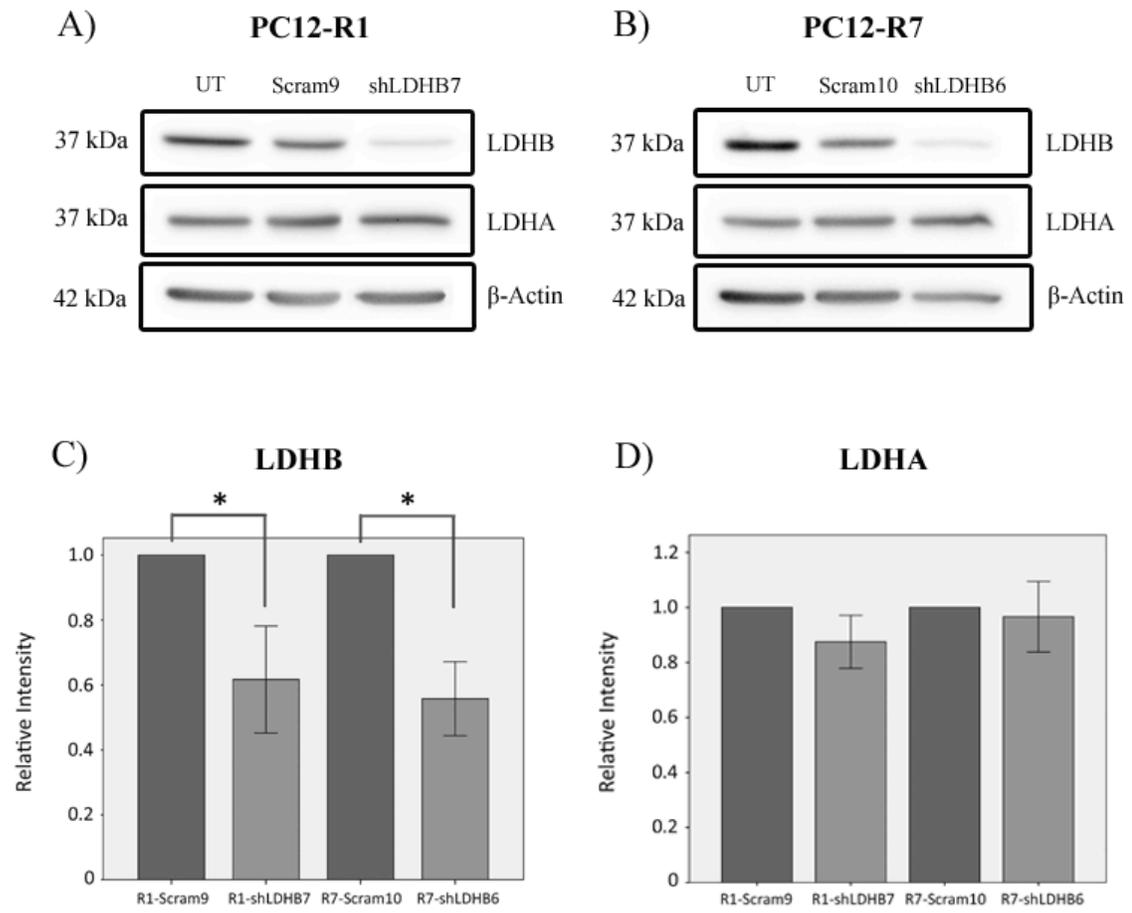 A) PC12-R1
UT Scram9 shLDHB7
37 kDa LDHB
37 kDa LDHA
42 kDa β-Actin
B) PC12-R7
UT Scram10 shLDHB6
37 kDa LDHB
37 kDa LDHA
42 kDa β-Actin
C) LDHB
* *
Relative Intensity
1.0
0.8
0.6
0.4
0.2
0
R1-Scram9 R1-shLDHB7 R7-Scram10 R7-shLDHB6
D) LDHA
Relative Intensity
1.2
1.0
0.8
0.6
0.4
0.2
0
R1-Scram9 R1-shLDHB7 R7-Scram10 R7-shLDHB6